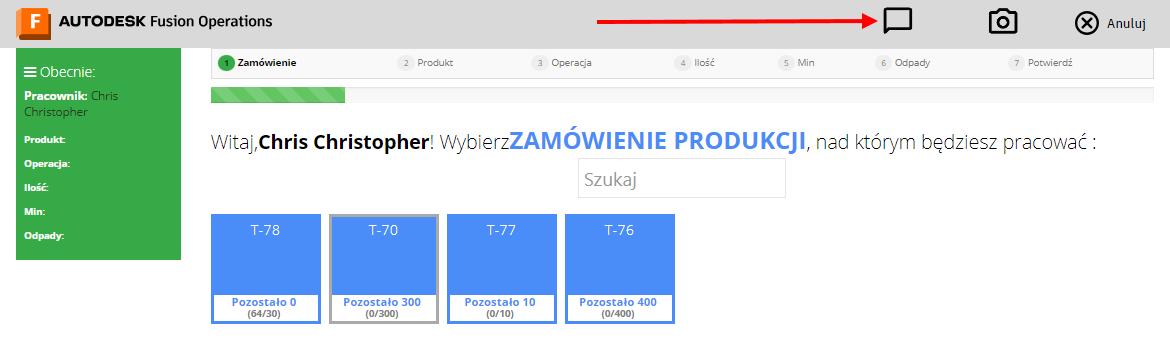 F AUTODESK Fusion Operations
Anuluj
Obecnie:
Pracownik: Chris
Christopher
Produkt:
Operacja:
Ilość:
Min:
Odpady:
1 Zamówienie 2 Produkt 3 Operacja 4 Ilość 5 Min 6 Odpady 7 Potwierdź
Witaj,Chris Christopher! WybierzZAMÓWIENIE PRODUKCJI, nad którym będziesz pracować :
Szukaj
T-78
Pozostało 0
(64/30)
T-70
Pozostało 300
(0/300)
T-77
Pozostało 10
(0/10)
T-76
Pozostało 400
(0/400)